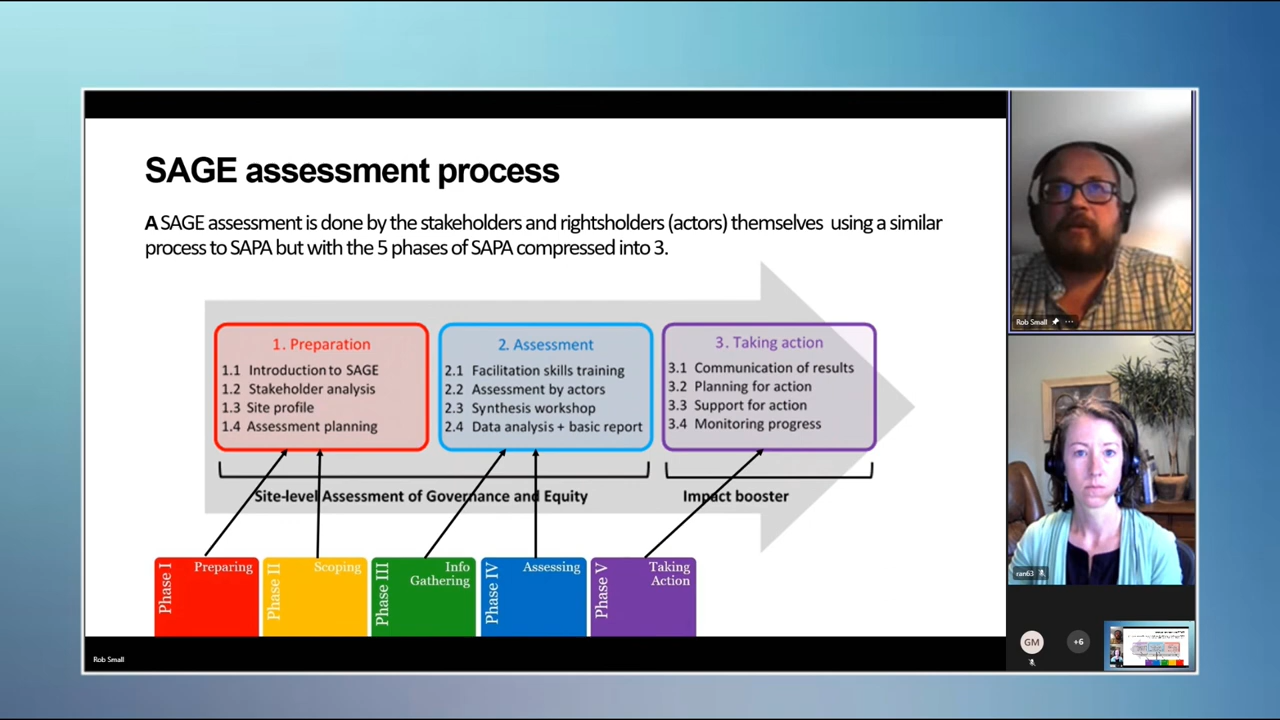 SAGE assessment process
A SAGE assessment is done by the stakeholders and rightsholders (actors) themselves using a similar
process to SAPA but with the 5 phases of SAPA compressed into 3.
1. Preparation
1.1 Introduction to SAGE
1.2 Stakeholder analysis
1.3 Site profile
1.4 Assessment planning
2. Assessment
2.1 Facilitation skills training
2.2 Assessment by actors
2.3 Synthesis workshop
2.4 Data analysis + basic report
3. Taking action
3.1 Communication of results
3.2 Planning for action
3.3 Support for action
3.4 Monitoring progress
Site-level Assessment of Governance and Equity
Impact booster
Phase I
Preparing
Phase II
Scoping
Phase III
Info
Gathering
Phase IV
Assessing
Phase V
Taking
Action
Rob Small
Rob Small
ran63
GM
+6